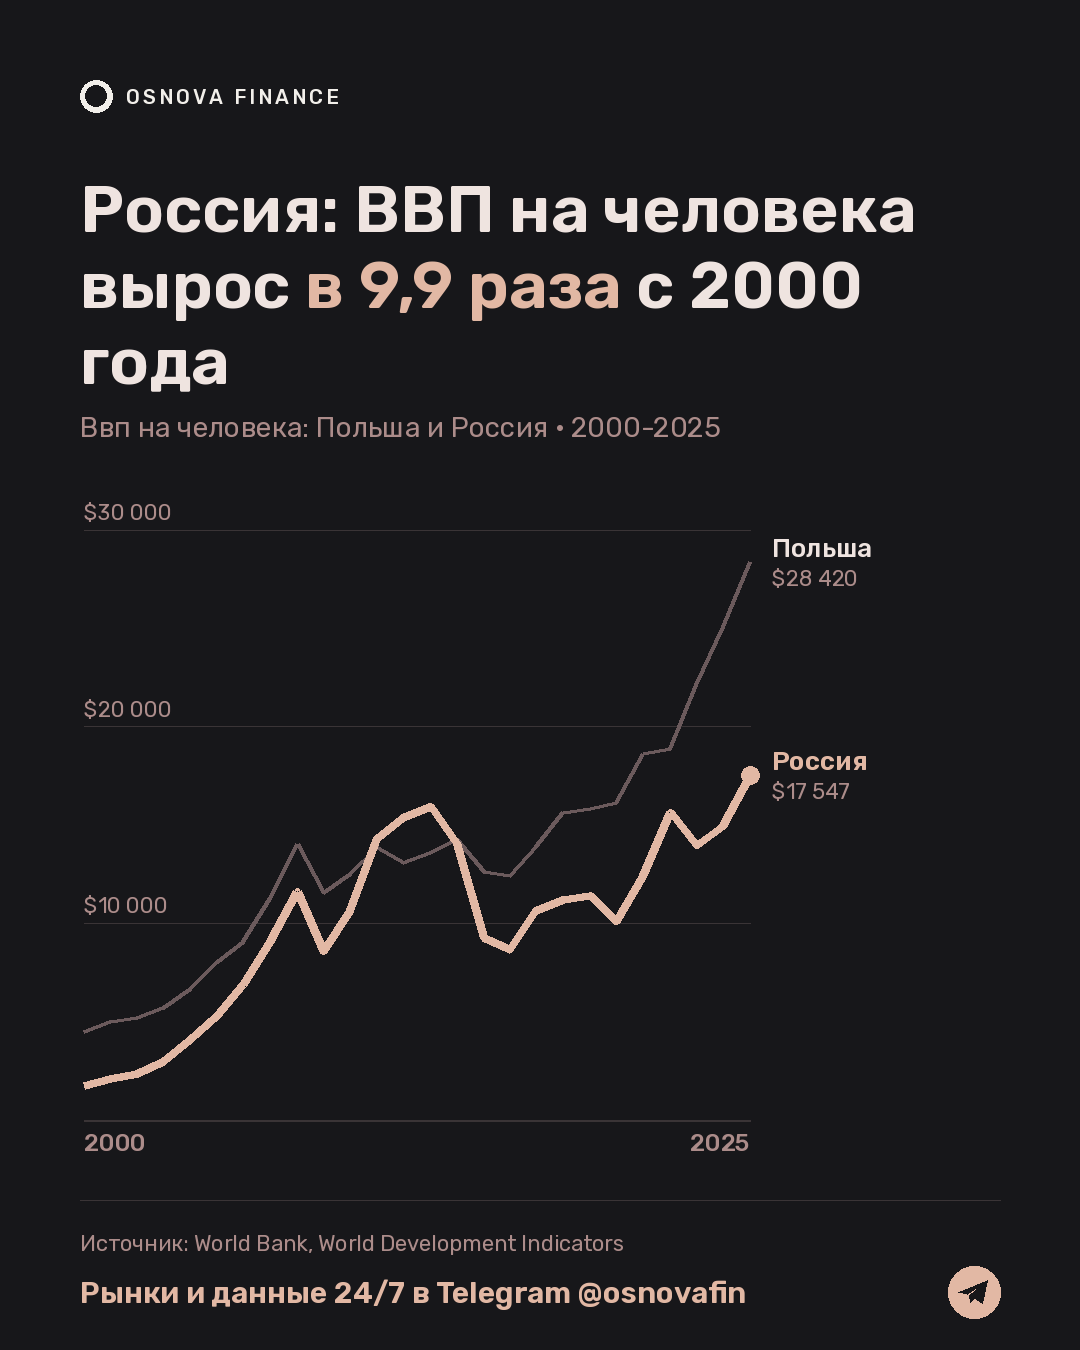 OSNOVA FINANCE
Россия: ВВП на человека
вырос в 9,9 раза с 2000
года
Ввп на человека: Польша и Россия • 2000–2025
$30 000
Польша
$28 420
$20 000
Россия
$17 547
$10 000
2000
2025
Источник: World Bank, World Development Indicators
Рынки и данные 24/7 в Telegram @osnovafin